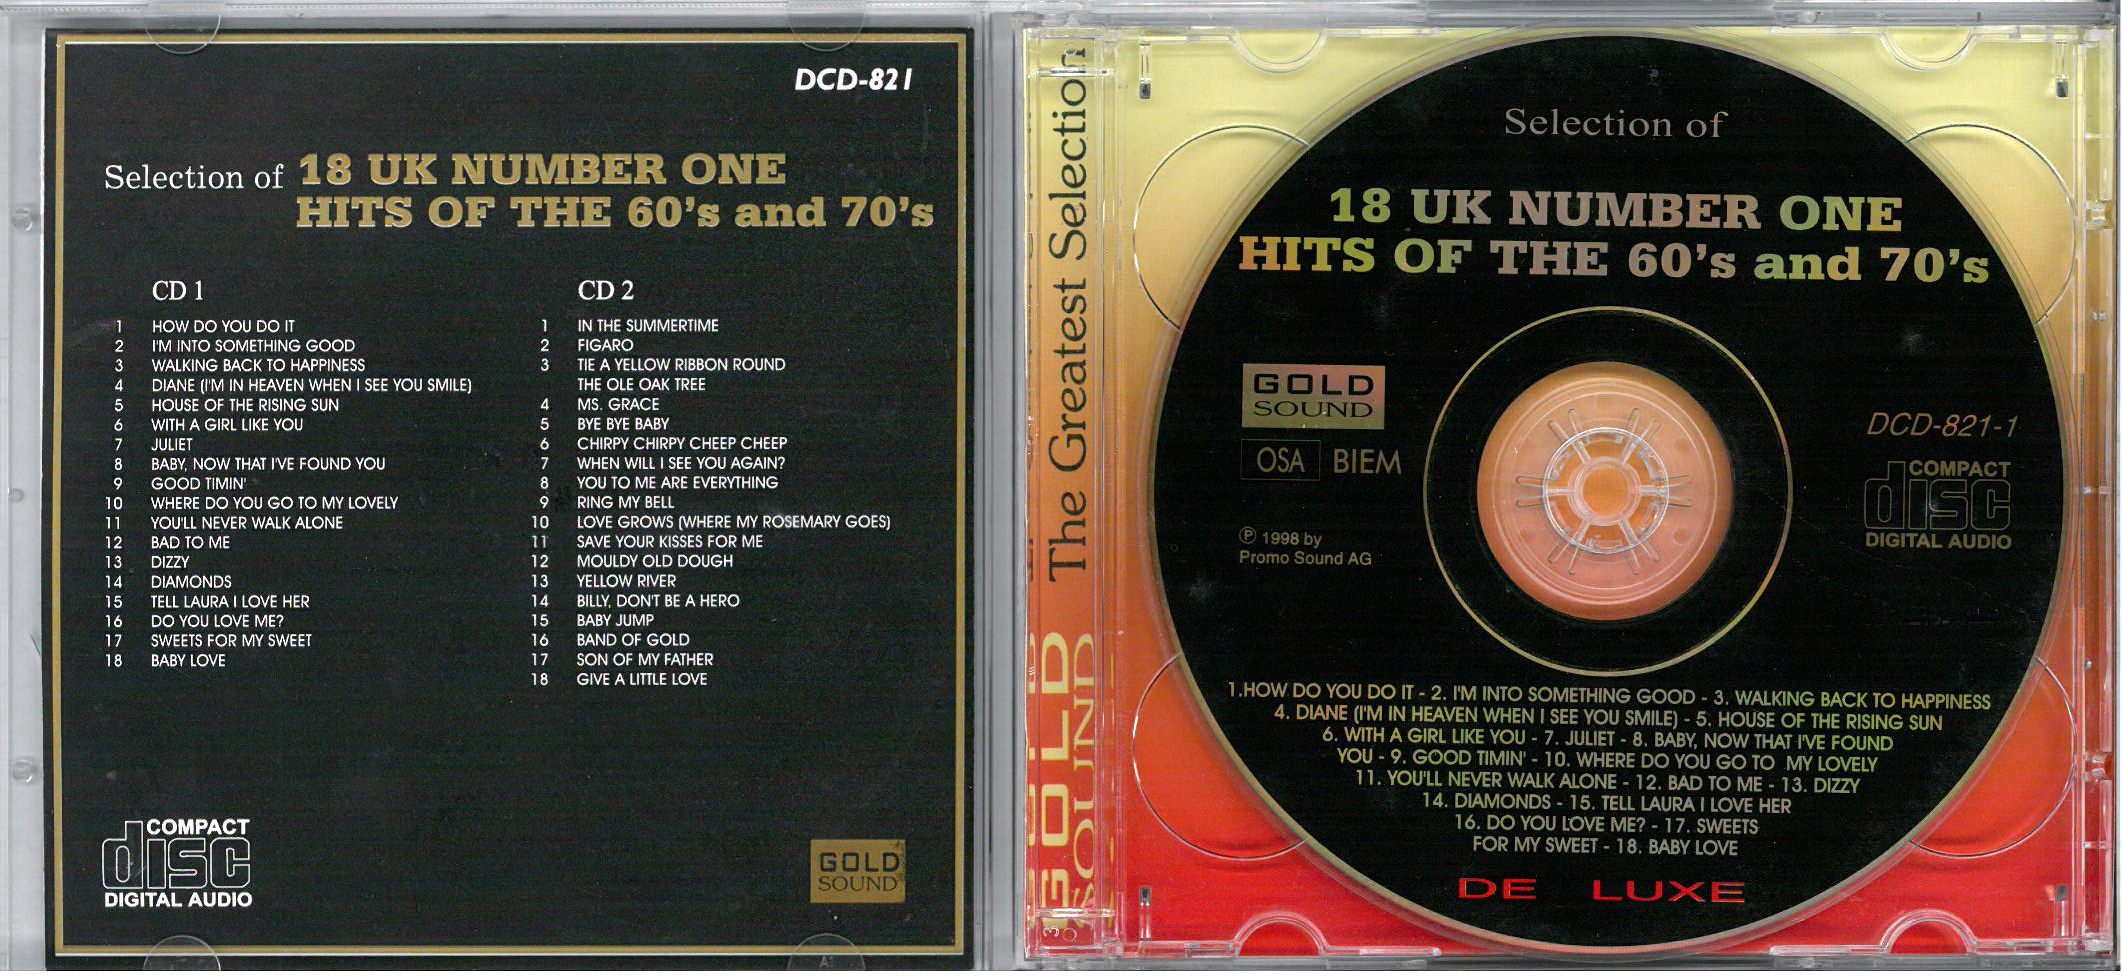 DCD-821
Selection of 18 UK NUMBER ONE
HITS OF THE 60's and 70's
CD 1
1 HOW DO YOU DO IT
2 I'M INTO SOMETHING GOOD
3 WALKING BACK TO HAPPINESS
4 DIANE (I'M IN HEAVEN WHEN I SEE YOU SMILE)
5 HOUSE OF THE RISING SUN
6 WITH A GIRL LIKE YOU
7 JULIET
8 BABY, NOW THAT I'VE FOUND YOU
9 GOOD TIMIN'
10 WHERE DO YOU GO TO MY LOVELY
11 YOU'LL NEVER WALK ALONE
12 BAD TO ME
13 DIZZY
14 DIAMONDS
15 TELL LAURA I LOVE HER
16 DO YOU LOVE ME?
17 SWEETS FOR MY SWEET
18 BABY LOVE
CD 2
1 IN THE SUMMERTIME
2 FIGARO
3 TIE A YELLOW RIBBON ROUND
THE OLE OAK TREE
4 MS. GRACE
5 BYE BYE BABY
6 CHIRPY CHIRPY CHEEP CHEEP
7 WHEN WILL I SEE YOU AGAIN?
8 YOU TO ME ARE EVERYTHING
9 RING MY BELL
10 LOVE GROWS (WHERE MY ROSEMARY GOES)
11 SAVE YOUR KISSES FOR ME
12 MOULDY OLD DOUGH
13 YELLOW RIVER
14 BILLY, DON'T BE A HERO
15 BABY JUMP
16 BAND OF GOLD
17 SON OF MY FATHER
18 GIVE A LITTLE LOVE
COMPACT
disc
DIGITAL AUDIO
GOLD
SOUND
A1
The Greatest Selection
GOLD
SOUND
Selection of
18 UK NUMBER ONE
HITS OF THE 60's and 70's
GOLD
SOUND
OSA BIEM
℗ 1998 by
Promo Sound AG
DCD-821-1
COMPACT
disc
DIGITAL AUDIO
1.HOW DO YOU DO IT - 2. I'M INTO SOMETHING GOOD - 3. WALKING BACK TO HAPPINESS
4. DIANE (I'M IN HEAVEN WHEN I SEE YOU SMILE) - 5. HOUSE OF THE RISING SUN
6. WITH A GIRL LIKE YOU - 7. JULIET - 8. BABY, NOW THAT I'VE FOUND
YOU - 9. GOOD TIMIN' - 10. WHERE DO YOU GO TO MY LOVELY
11. YOU'LL NEVER WALK ALONE - 12. BAD TO ME - 13. DIZZY
14. DIAMONDS - 15. TELL LAURA I LOVE HER
16. DO YOU LOVE ME? - 17. SWEETS
FOR MY SWEET - 18. BABY LOVE
DE LUXE